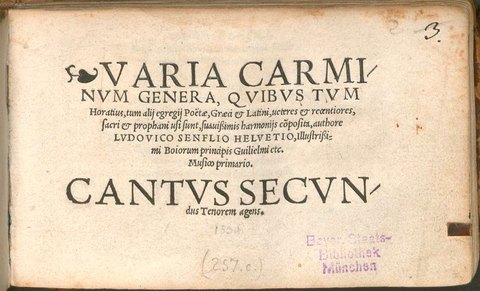 3.
VARIA CARMI-
NVM GENERA, QVIBVS TVM
Horatius, tum alij egregij Poëtæ, Græci & Latini, ueteres & recentiores,
sacri & prophani usi sunt, suauißimis harmonijs cõposita, authore
LVDOVICO SENFLIO HELVETIO, Illustrißi-
mi Boiorum principis Guilielmi etc.
Musico primario.
CANTVS SECVN-
dus Tenorem agens.
1534
(257.c.)
Bayer. Staats-
Bibliothek
München